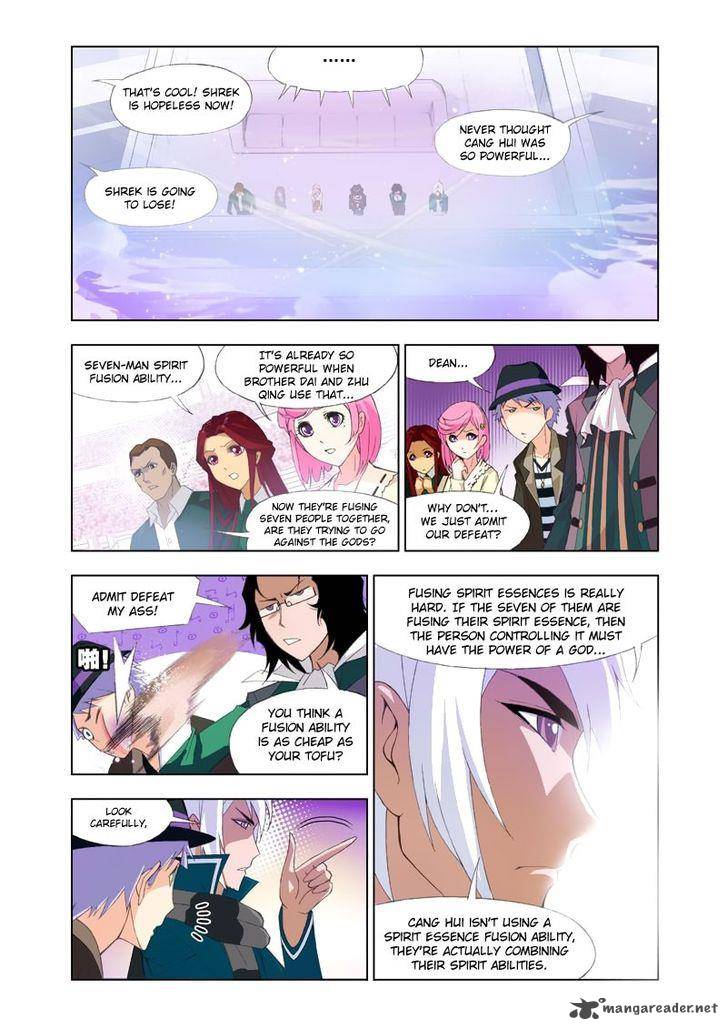 ......
THAT'S COOL! SHREK
IS HOPELESS NOW!
NEVER THOUGHT
CANG HUI WAS
SO POWERFUL...
SHREK IS GOING
TO LOSE!
SEVEN-MAN SPIRIT
FUSION ABILITY...
IT'S ALREADY SO
POWERFUL WHEN
BROTHER DAI AND ZHU
QING USE THAT...
NOW THEY'RE FUSING
SEVEN PEOPLE TOGETHER,
ARE THEY TRYING TO GO
AGAINST THE GODS?
DEAN...
WHY DON'T...
WE JUST ADMIT
OUR DEFEAT?
ADMIT DEFEAT
MY ASS!
啪!
YOU THINK A
FUSION ABILITY
IS AS CHEAP AS
YOUR TOFU?
FUSING SPIRIT ESSENCES IS REALLY
HARD. IF THE SEVEN OF THEM ARE
FUSING THEIR SPIRIT ESSENCE, THEN
THE PERSON CONTROLLING IT MUST
HAVE THE POWER OF A GOD...
LOOK
CAREFULLY,
CANG HUI ISN'T USING A
SPIRIT ESSENCE FUSION ABILITY,
THEY'RE ACTUALLY COMBINING
THEIR SPIRIT ABILITIES.
mangareader.net